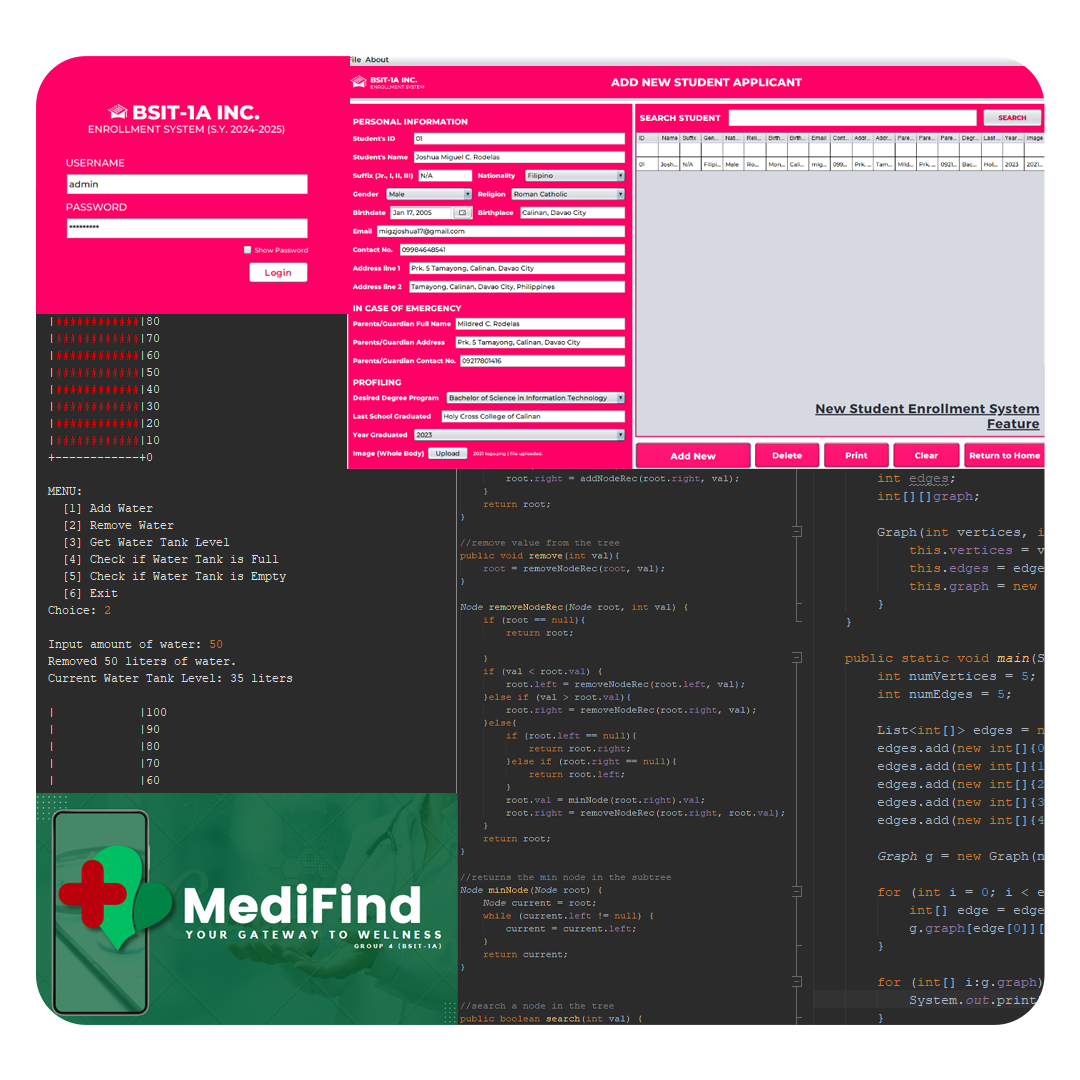 BSIT-1A INC.
ENROLLMENT SYSTEM (S.Y. 2024-2025)
USERNAME
admin
PASSWORD
*********
Show Password
Login
File About
BSIT-1A INC.
ENROLLMENT SYSTEM
ADD NEW STUDENT APPLICANT
PERSONAL INFORMATION
Student's ID 01
Student's Name Joshua Miguel C. Rodelas
Suffix (Jr., I, II, III) N/A Nationality Filipino
Gender Male Religion Roman Catholic
Birthdate Jan 17, 2005 Birthplace Calinan, Davao City
Email migzjoshua17@gmail.com
Contact No. 09984648541
Address line 1 Prk. 5 Tamayong, Calinan, Davao City
Address line 2 Tamayong, Calinan, Davao City, Philippines
IN CASE OF EMERGENCY
Parents/Guardian Full Name Mildred C. Rodelas
Parents/Guardian Address Prk. 5 Tamayong, Calinan, Davao City
Parents/Guardian Contact No. 09217801416
PROFILING
Desired Degree Program Bachelor of Science in Information Technology
Last School Graduated Holy Cross College of Calinan
Year Graduated 2023
Image (Whole Body) Upload 2021 logo.png | file uploaded.
SEARCH STUDENT SEARCH
ID Name Suffix Gen... Nati... Reli... Birth... Birth... Email Cont... Addr... Addr... Pare... Pare... Pare... Degr... Last ... Year ... Image
01 Josh... N/A Filipi... Male Ro... Mon... Cali... mig... 099... Prk. ... Tam... Mild... Prk. ... 0921... Bac... Hol... 2023 2021...
New Student Enrollment System
Feature
Add New Delete Print Clear Return to Home
|############|80
|############|70
|############|60
|############|50
|############|40
|############|30
|############|20
|############|10
+------------+0
MENU:
[1] Add Water
[2] Remove Water
[3] Get Water Tank Level
[4] Check if Water Tank is Full
[5] Check if Water Tank is Empty
[6] Exit
Choice: 2
Input amount of water: 50
Removed 50 liters of water.
Current Water Tank Level: 35 liters
| |100
| |90
| |80
| |70
| |60
root.right = addNodeRec(root.right, val);
}
return root;
}
//remove value from the tree
public void remove(int val){
root = removeNodeRec(root, val);
}
Node removeNodeRec(Node root, int val) {
if (root == null){
return root;
}
if (val < root.val) {
root.left = removeNodeRec(root.left, val);
}else if (val > root.val){
root.right = removeNodeRec(root.right, val);
}else{
if (root.left == null){
return root.right;
}else if (root.right == null){
return root.left;
}
root.val = minNode(root.right).val;
root.right = removeNodeRec(root.right, root.val);
}
return root;
}
//returns the min node in the subtree
Node minNode(Node root) {
Node current = root;
while (current.left != null) {
current = current.left;
}
return current;
}
//search a node in the tree
public boolean search(int val) {
int edges;
int[][]graph;
Graph(int vertices, i
this.vertices = v
this.edges = edge
this.graph = new
}
}
public static void main(S
int numVertices = 5;
int numEdges = 5;
List<int[]> edges = n
edges.add(new int[]{0
edges.add(new int[]{1
edges.add(new int[]{2
edges.add(new int[]{3
edges.add(new int[]{4
Graph g = new Graph(n
for (int i = 0; i < e
int[] edge = edge
g.graph[edge[0]][
}
for (int[] i:g.graph)
System.out.print
}
MediFind
YOUR GATEWAY TO WELLNESS
GROUP 4 (BSIT-1A)